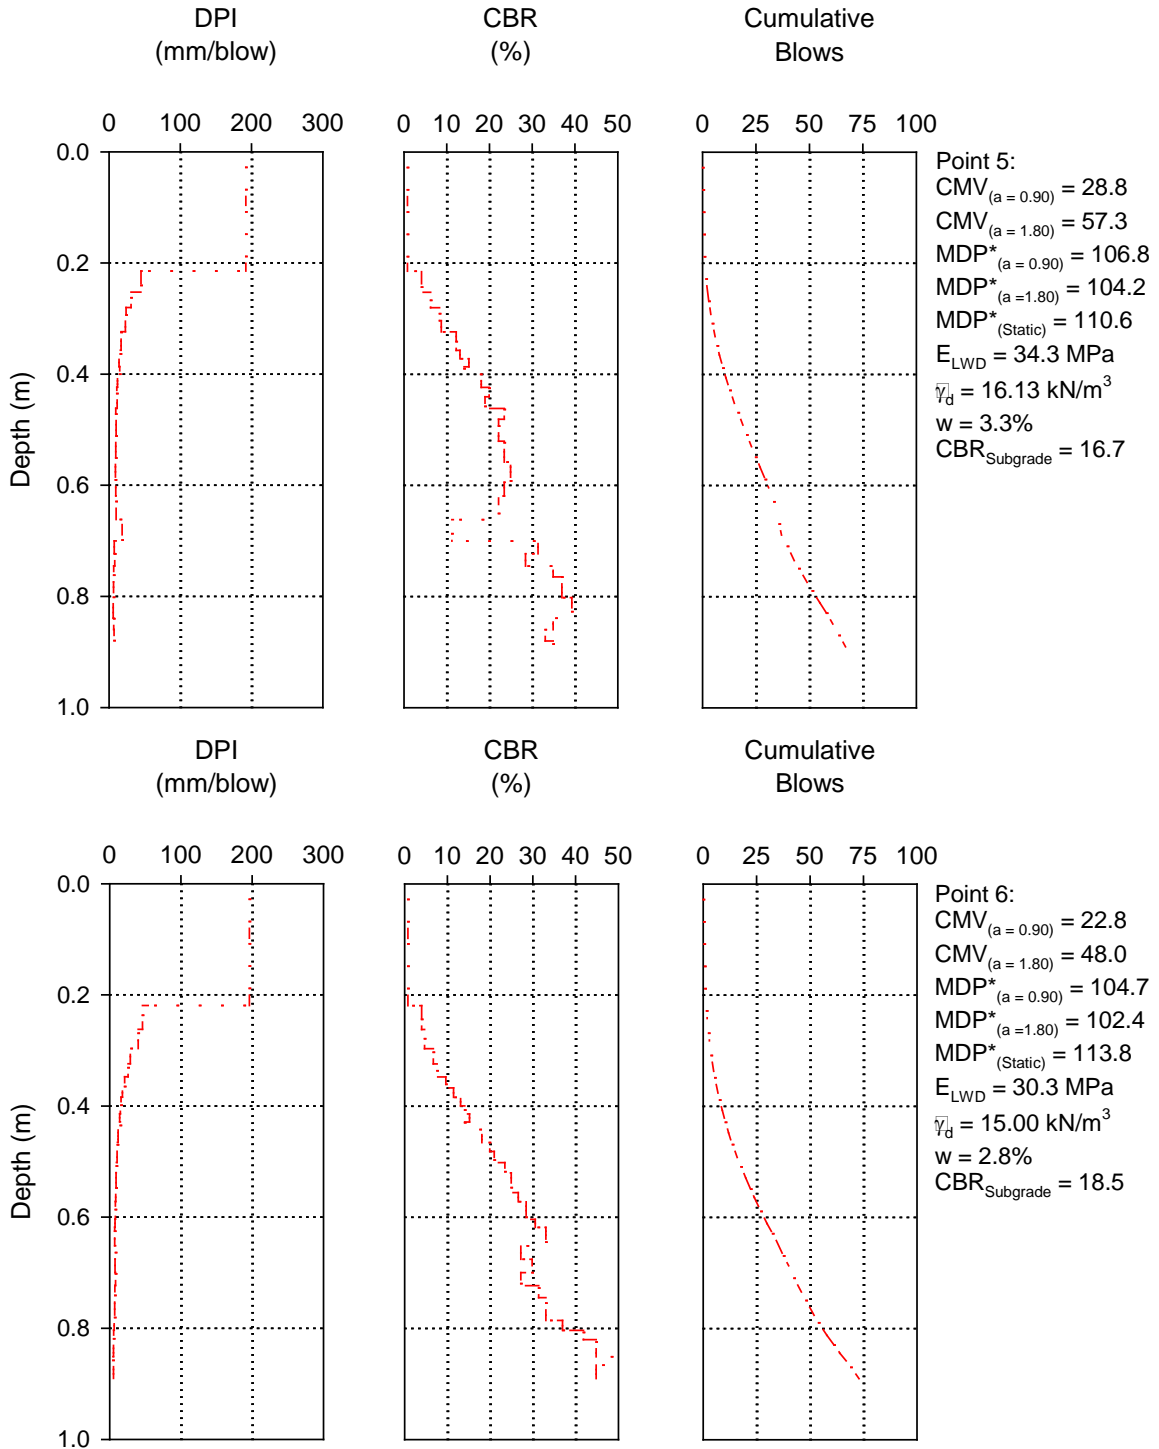 DPI CBR Cumulative
(mm/blow) (%) Blows
0 100 200 300 0 10 20 30 40 50 0 25 50 75 100
0.0
0.2
0.4
0.6
0.8
1.0
Depth (m)
Point 5:
CMV(a = 0.90) = 28.8
CMV(a = 1.80) = 57.3
MDP*(a = 0.90) = 106.8
MDP*(a =1.80) = 104.2
MDP*(Static) = 110.6
ELWD = 34.3 MPa
γd = 16.13 kN/m3
w = 3.3%
CBRSubgrade = 16.7
DPI CBR Cumulative
(mm/blow) (%) Blows
0 100 200 300 0 10 20 30 40 50 0 25 50 75 100
0.0
0.2
0.4
0.6
0.8
1.0
Depth (m)
Point 6:
CMV(a = 0.90) = 22.8
CMV(a = 1.80) = 48.0
MDP*(a = 0.90) = 104.7
MDP*(a =1.80) = 102.4
MDP*(Static) = 113.8
ELWD = 30.3 MPa
γd = 15.00 kN/m3
w = 2.8%
CBRSubgrade = 18.5